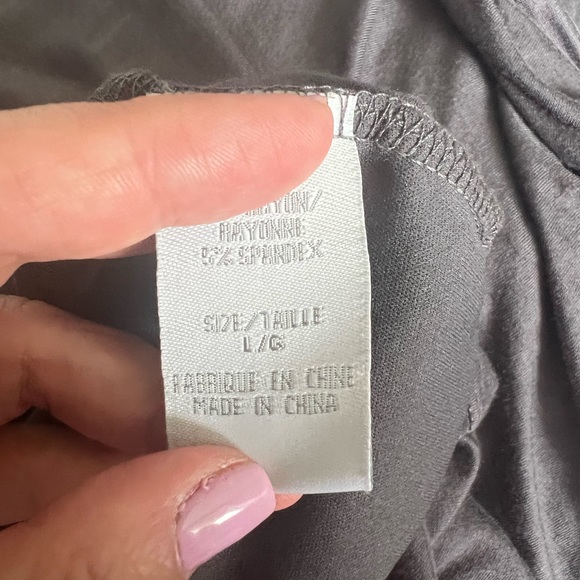 RAYONNE
5% SPANDEX
SIZE/TAILLE
L/G
FABRIQUE EN CHINE
MADE IN CHINA